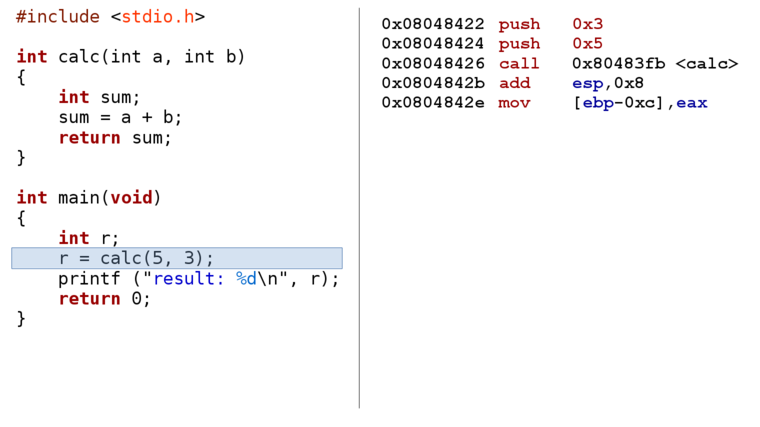 #include <stdio.h>
int calc(int a, int b)
{
int sum;
sum = a + b;
return sum;
}
int main(void)
{
int r;
r = calc(5, 3);
printf ("result: %d\n", r);
return 0;
}
0x08048422 push 0x3
0x08048424 push 0x5
0x08048426 call 0x80483fb <calc>
0x0804842b add esp,0x8
0x0804842e mov [ebp-0xc],eax